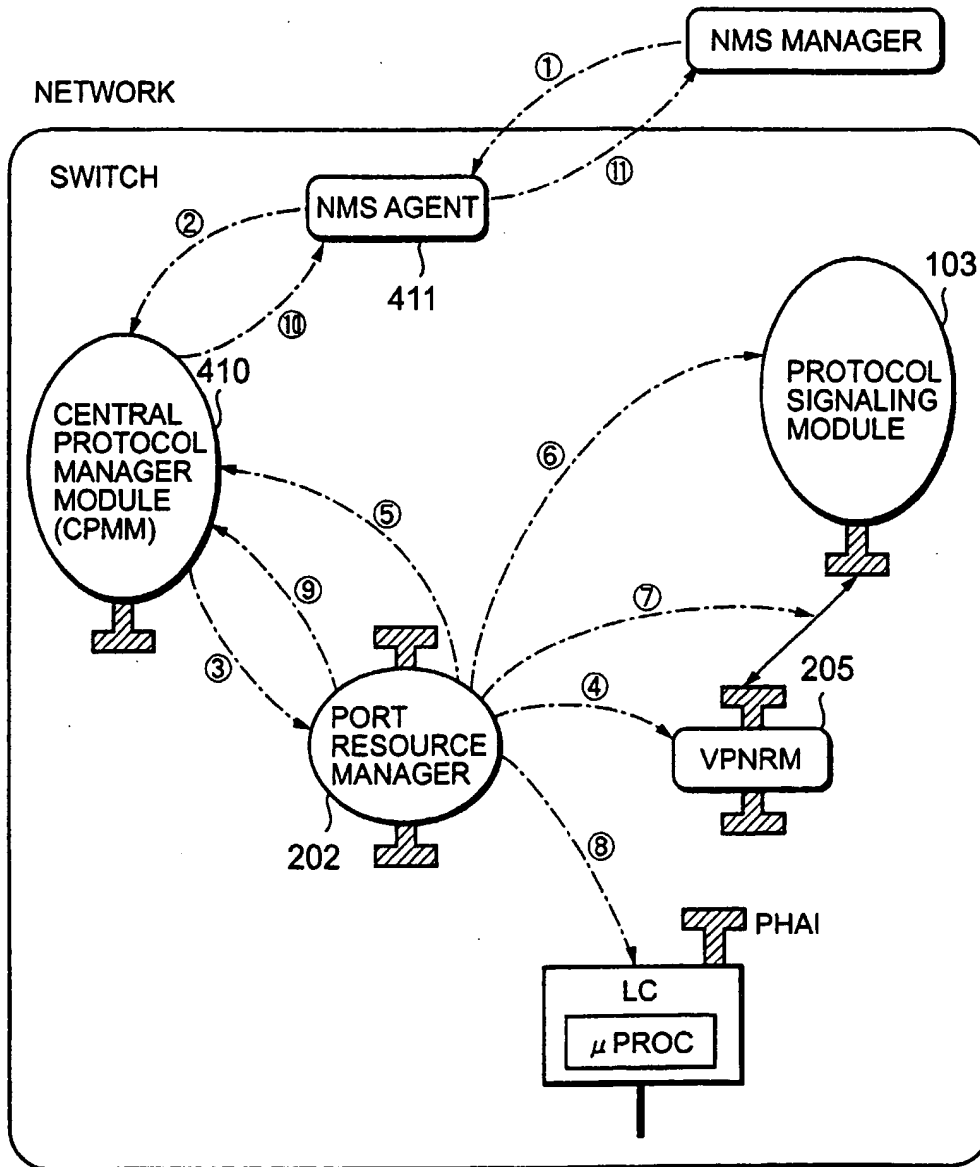 NMS MANAGER
①
NETWORK
SWITCH
⑪
NMS AGENT
②
411
103
⑩
410
CENTRAL
PROTOCOL
MANAGER
MODULE
(CPMM)
PROTOCOL
SIGNALING
MODULE
⑥
⑤
⑨
⑦
③
④
205
PORT
RESOURCE
MANAGER
VPNRM
202
⑧
PHAI
LC
μ PROC